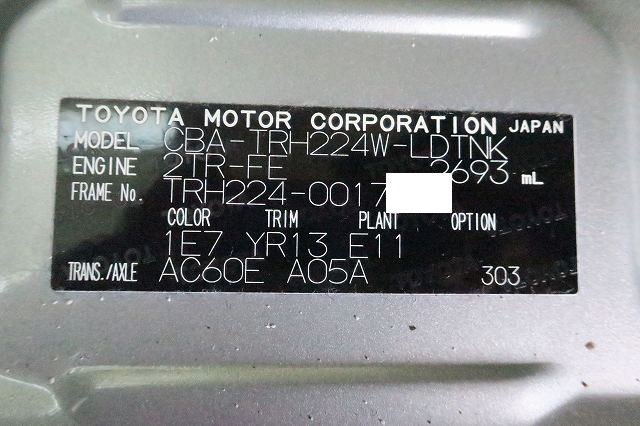 TOYOTA MOTOR CORPORATION JAPAN
MODEL CBA-TRH224W-LDTNK
ENGINE 2TR-FE 2693 mL
FRAME No. TRH224-0017
COLOR TRIM PLANT OPTION
1E7 YR13 E11
TRANS./AXLE AC60E A05A 303